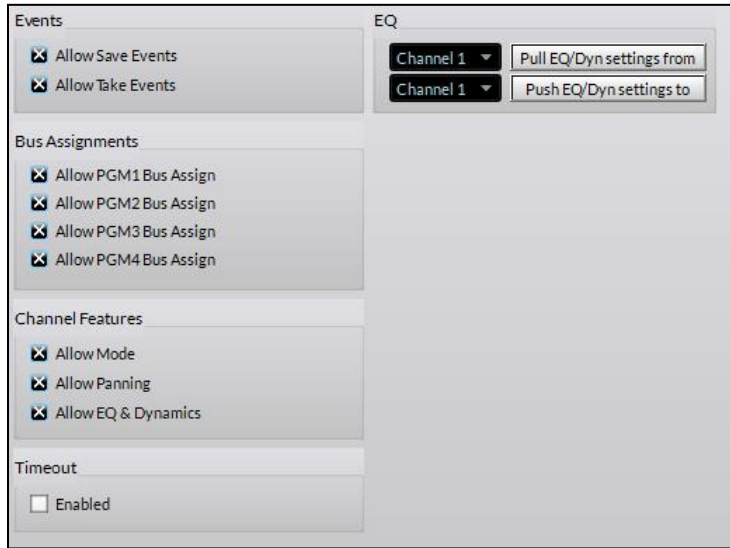 Events
Allow Save Events
Allow Take Events
Bus Assignments
Allow PGM1 Bus Assign
Allow PGM2 Bus Assign
Allow PGM3 Bus Assign
Allow PGM4 Bus Assign
Channel Features
Allow Mode
Allow Panning
Allow EQ & Dynamics
Timeout
Enabled
EQ
Channel 1 Pull EQ/Dyn settings from
Channel 1 Push EQ/Dyn settings to